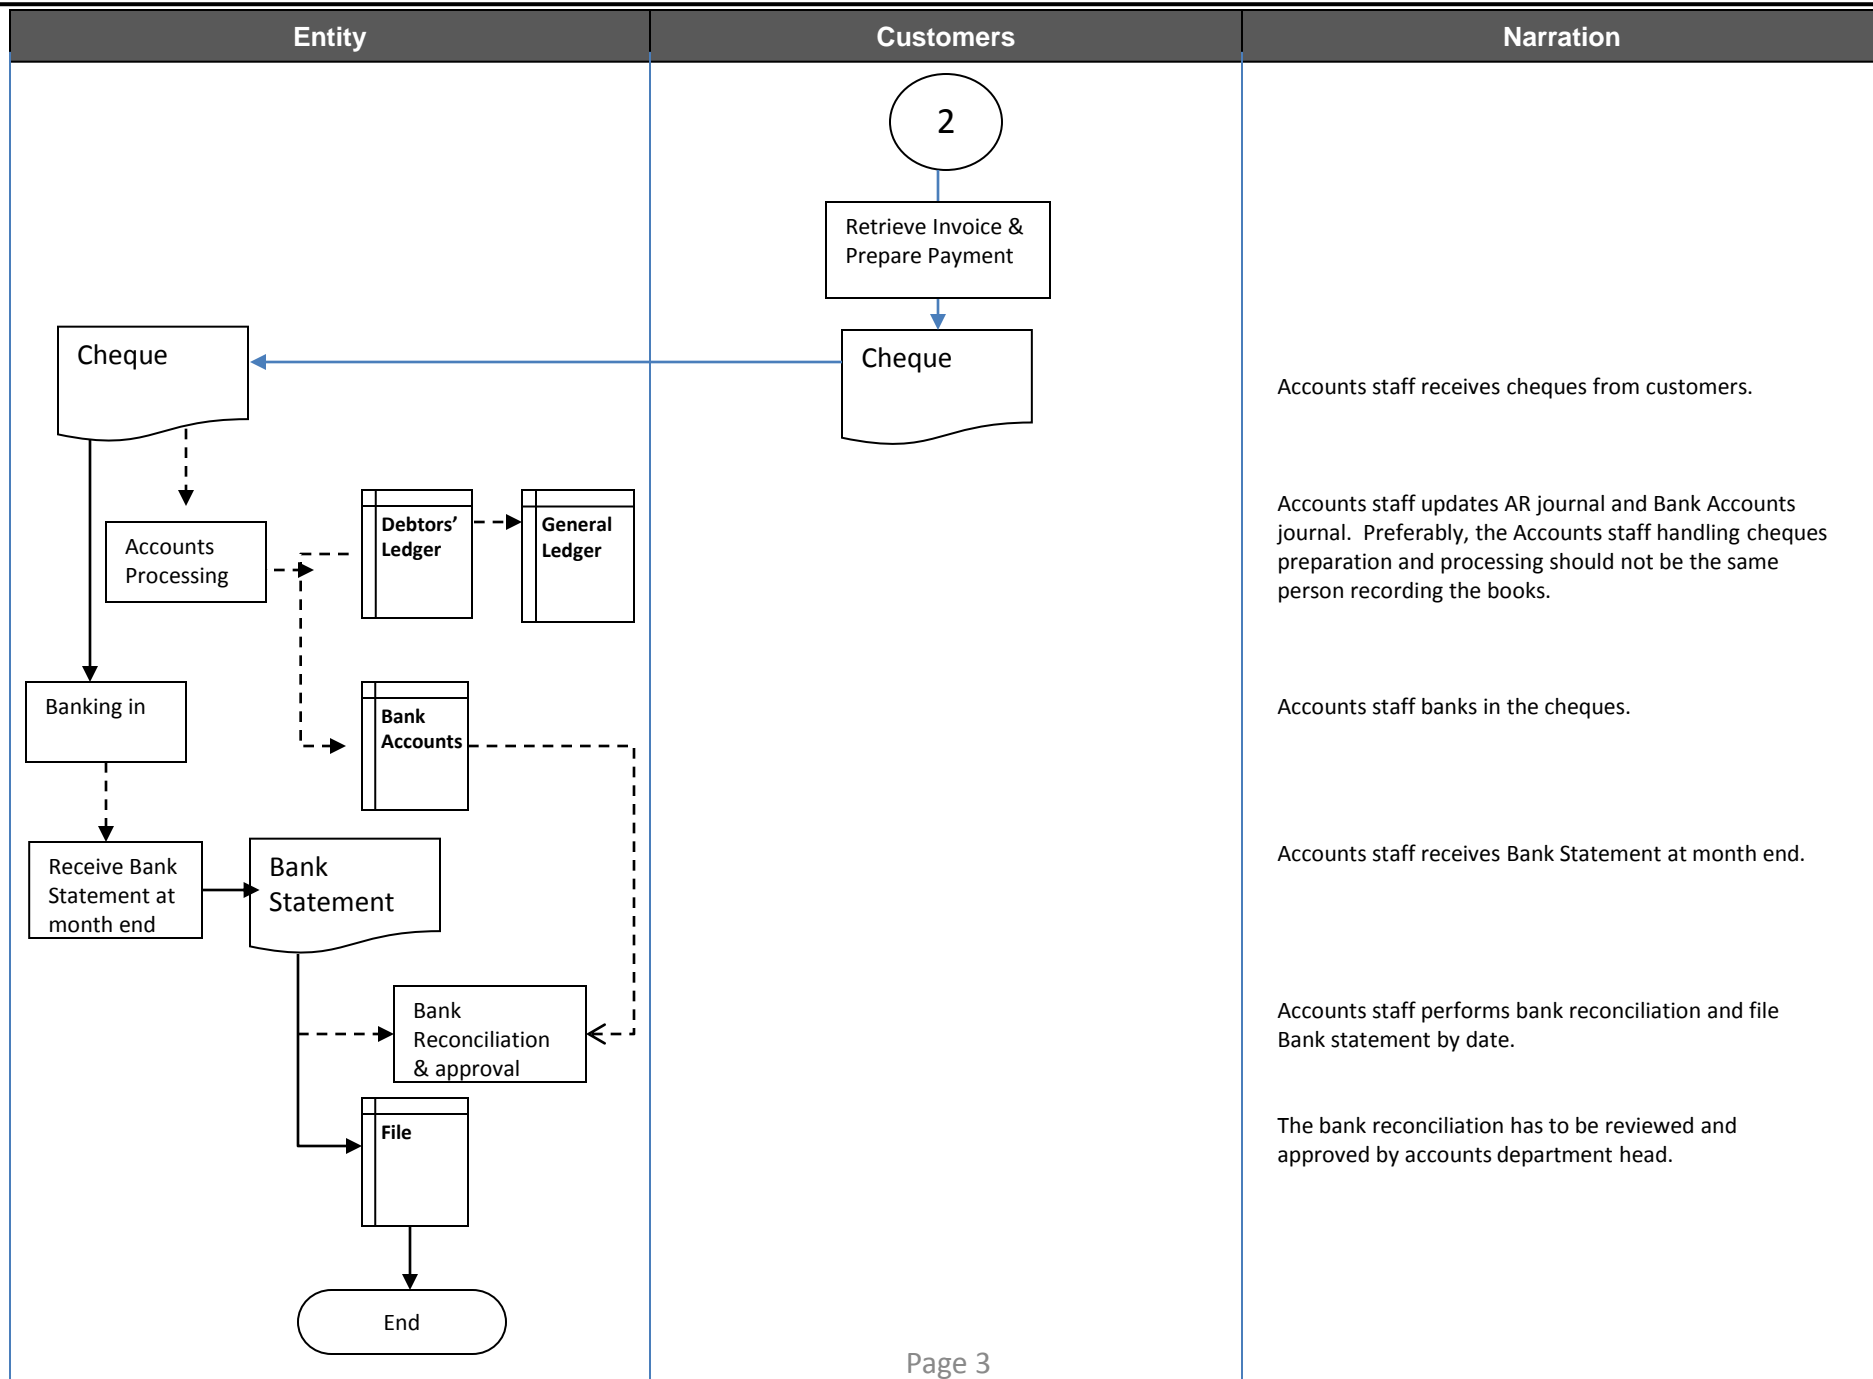 Entity
Customers
Narration
2
Retrieve Invoice &
Prepare Payment
Cheque
Cheque
Accounts staff receives cheques from customers.
Accounts
Processing
Debtors’
Ledger
General
Ledger
Accounts staff updates AR journal and Bank Accounts
journal.  Preferably, the Accounts staff handling cheques
preparation and processing should not be the same
person recording the books.
Banking in
Bank
Accounts
Accounts staff banks in the cheques.
Receive Bank
Statement at
month end
Bank
Statement
Accounts staff receives Bank Statement at month end.
Bank
Reconciliation
& approval
Accounts staff performs bank reconciliation and file
Bank statement by date.
File
The bank reconciliation has to be reviewed and
approved by accounts department head.
End
Page 3